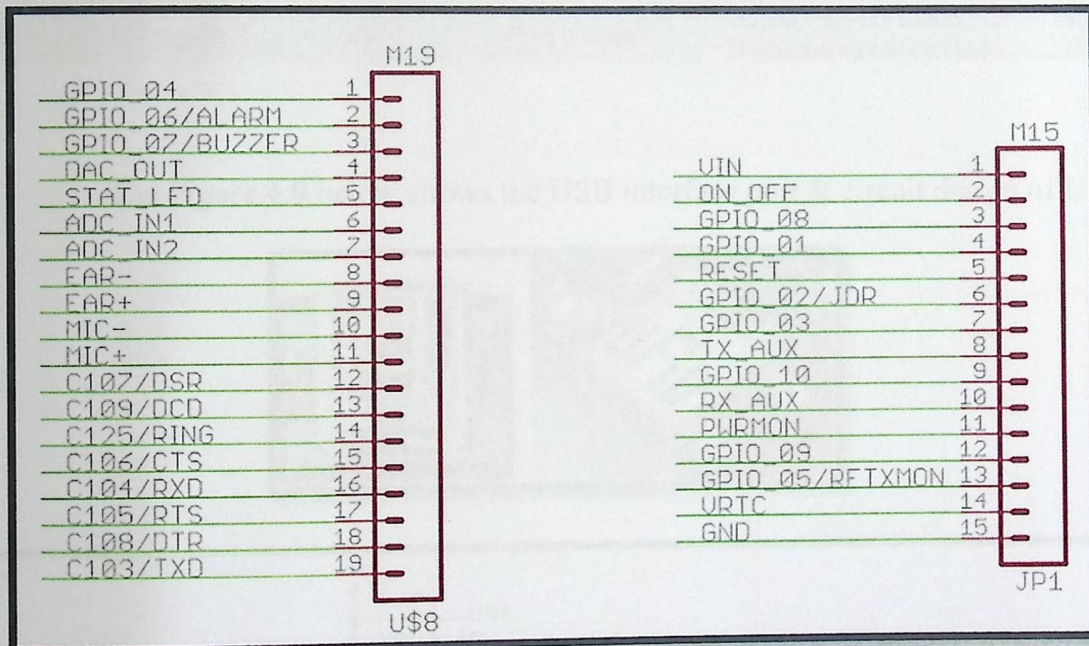 M19
GPIO_04 1
GPIO_06/ALARM 2
GPIO_07/BUZZER 3
DAC_OUT 4
STAT_LED 5
ADC_IN1 6
ADC_IN2 7
EAR- 8
EAR+ 9
MIC- 10
MIC+ 11
C107/DSR 12
C109/DCD 13
C125/RING 14
C106/CTS 15
C104/RXD 16
C105/RTS 17
C108/DTR 18
C103/TXD 19
U$8
M15
VIN 1
ON_OFF 2
GPIO_08 3
GPIO_01 4
RESET 5
GPIO_02/JDR 6
GPIO_03 7
TX_AUX 8
GPIO_10 9
RX_AUX 10
PWRMON 11
GPIO_09 12
GPIO_05/RFTXMON 13
VRTC 14
GND 15
JP1